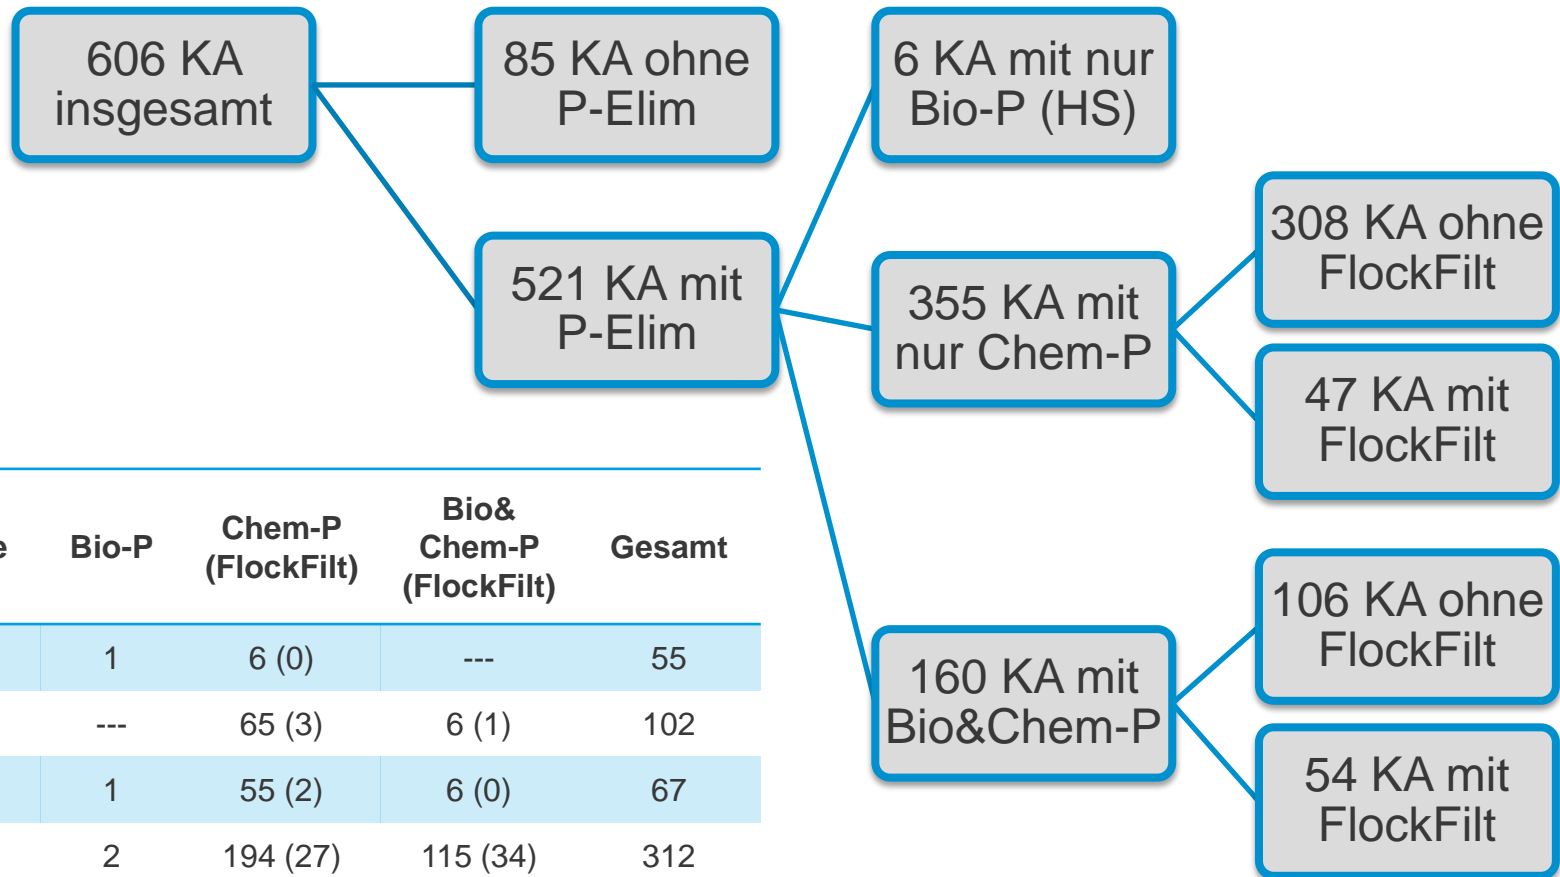 606 KA
insgesamt
85 KA ohne
P-Elim
6 KA mit nur
Bio-P (HS)
521 KA mit
P-Elim
355 KA mit
nur Chem-P
308 KA ohne
FlockFilt
47 KA mit
FlockFilt
160 KA mit
Bio&Chem-P
106 KA ohne
FlockFilt
54 KA mit
FlockFilt
e Bio-P Chem-P (FlockFilt) Bio& Chem-P (FlockFilt) Gesamt
1 6 (0) --- 55
--- 65 (3) 6 (1) 102
1 55 (2) 6 (0) 67
2 194 (27) 115 (34) 312